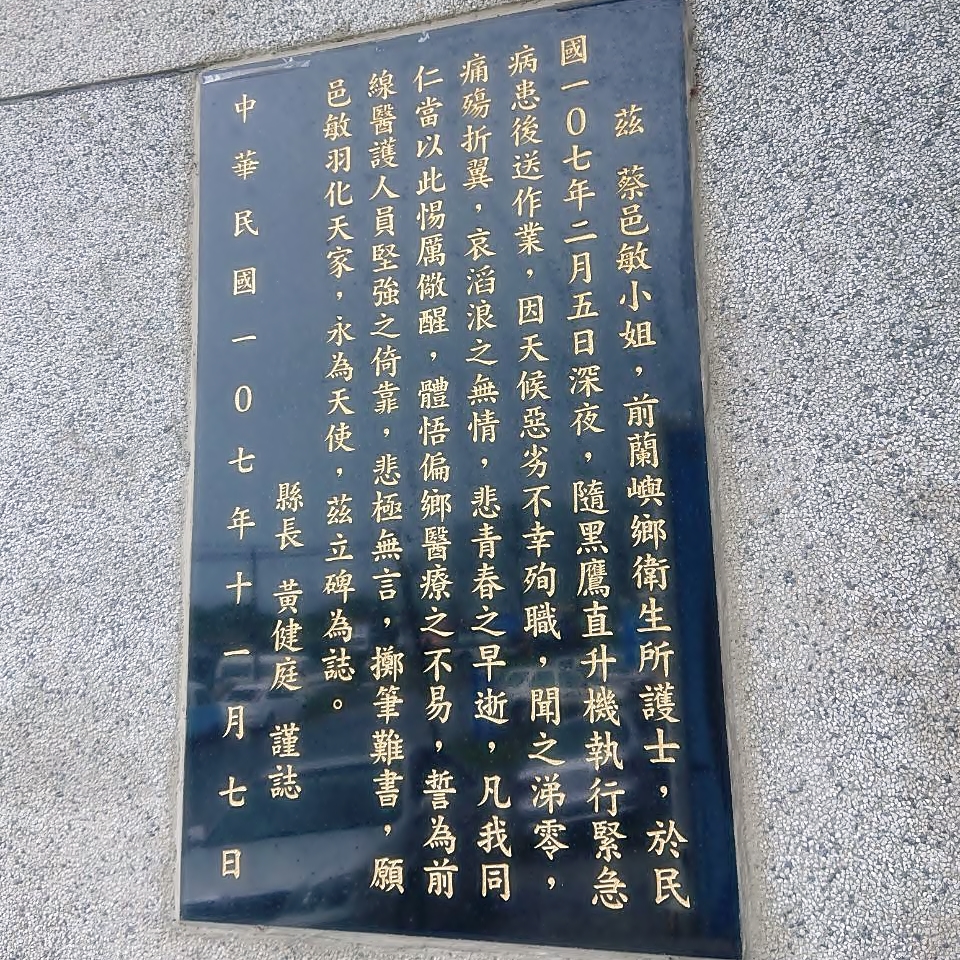 茲 蔡邑敏小姐，前蘭嶼鄉衛生所護士，於民
國一0七年二月五日深夜，隨黑鷹直升機執行緊急
病患後送作業，因天候惡劣不幸殉職，聞之涕零，
痛殤折翼，哀滔浪之無情，悲青春之早逝，凡我同
仁當以此惕厲儆醒，體悟偏鄉醫療之不易，誓為前
線醫護人員堅強之倚靠，悲極無言，擲筆難書，願
邑敏羽化天家，永為天使，茲立碑為誌。
縣長 黃健庭 謹誌
中華民國一0七年十一月七日